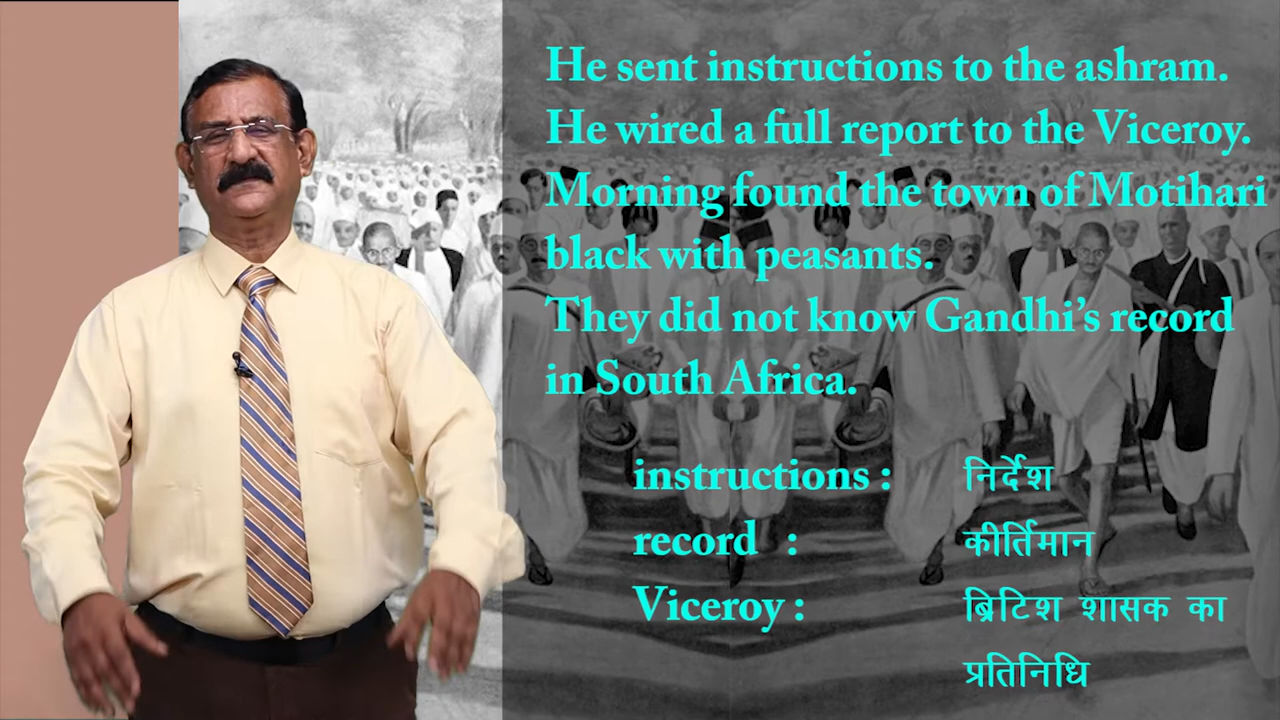 He sent instructions to the ashram.
He wired a full report to the Viceroy.
Morning found the town of Motihari
black with peasants.
They did not know Gandhi's record
in South Africa.
instructions : निर्देश
record : कीर्तिमान
Viceroy : ब्रिटिश शासक का
प्रतिनिधि